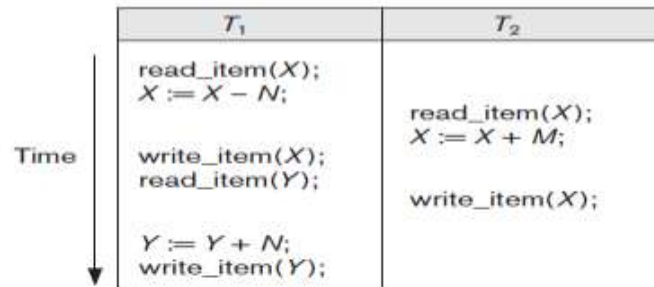 T₁ T₂
read_item(X);
X := X – N;
read_item(X);
X := X + M;
Time
write_item(X);
read_item(Y);
write_item(X);
Y := Y + N;
write_item(Y);